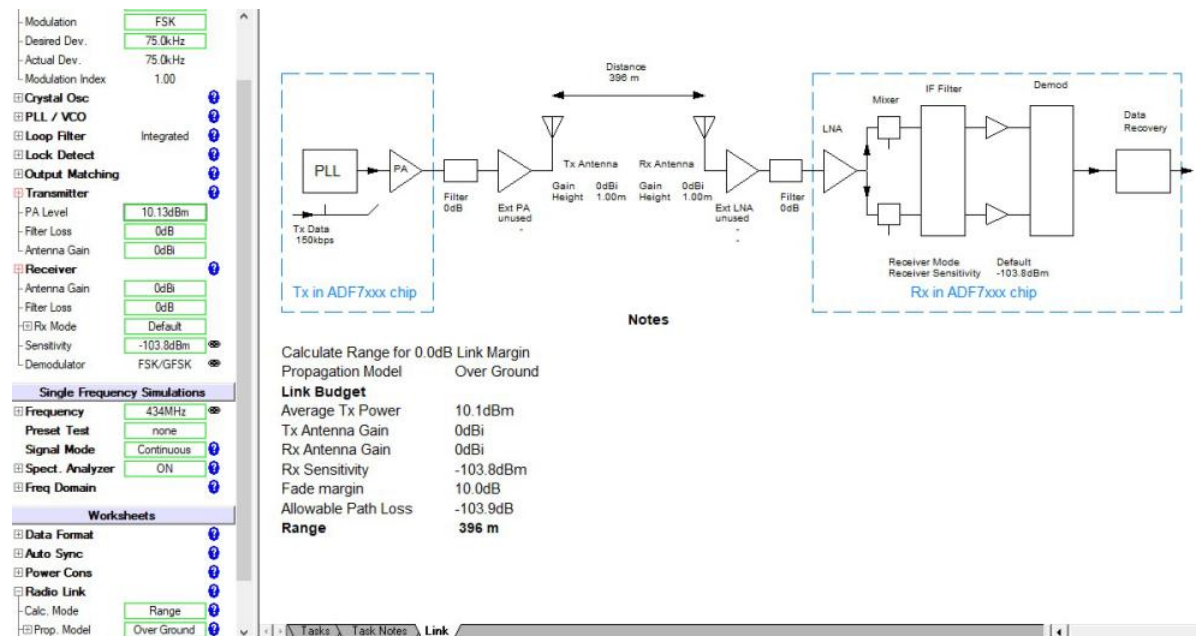 Modulation FSK
Desired Dev. 75.0kHz
Actual Dev. 75.0kHz
Modulation Index 1.00
Crystal Osc
PLL / VCO
Loop Filter Integrated
Lock Detect
Output Matching
Transmitter
PA Level 10.13dBm
Filter Loss 0dB
Antenna Gain 0dBi
Receiver
Antenna Gain 0dBi
Filter Loss 0dB
Rx Mode Default
Sensitivity -103.8dBm
Demodulator FSK/GFSK
Single Frequency Simulations
Frequency 434MHz
Preset Test none
Signal Mode Continuous
Spect. Analyzer ON
Freq Domain
Worksheets
Data Format
Auto Sync
Power Cons
Radio Link
Calc. Mode Range
Prop. Model Over Ground
Distance
396 m
PLL
PA
Tx Data
150kbps
Filter
0dB
Ext PA
unused
-
Tx Antenna
Gain 0dBi
Height 1.00m
Rx Antenna
Gain 0dBi
Height 1.00m
Ext LNA
unused
-
-
Filter
0dB
LNA
Mixer
IF Filter
Demod
Data
Recovery
Receiver Mode Default
Receiver Sensitivity -103.8dBm
Tx in ADF7xxx chip
Rx in ADF7xxx chip
Notes
Calculate Range for 0.0dB Link Margin
Propagation Model Over Ground
Link Budget
Average Tx Power 10.1dBm
Tx Antenna Gain 0dBi
Rx Antenna Gain 0dBi
Rx Sensitivity -103.8dBm
Fade margin 10.0dB
Allowable Path Loss -103.9dB
Range 396 m
Tasks Task Notes Link